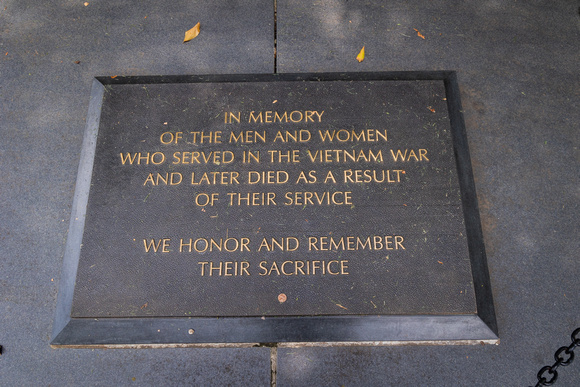 IN MEMORY
OF THE MEN AND WOMEN
WHO SERVED IN THE VIETNAM WAR
AND LATER DIED AS A RESULT
OF THEIR SERVICE
WE HONOR AND REMEMBER
THEIR SACRIFICE